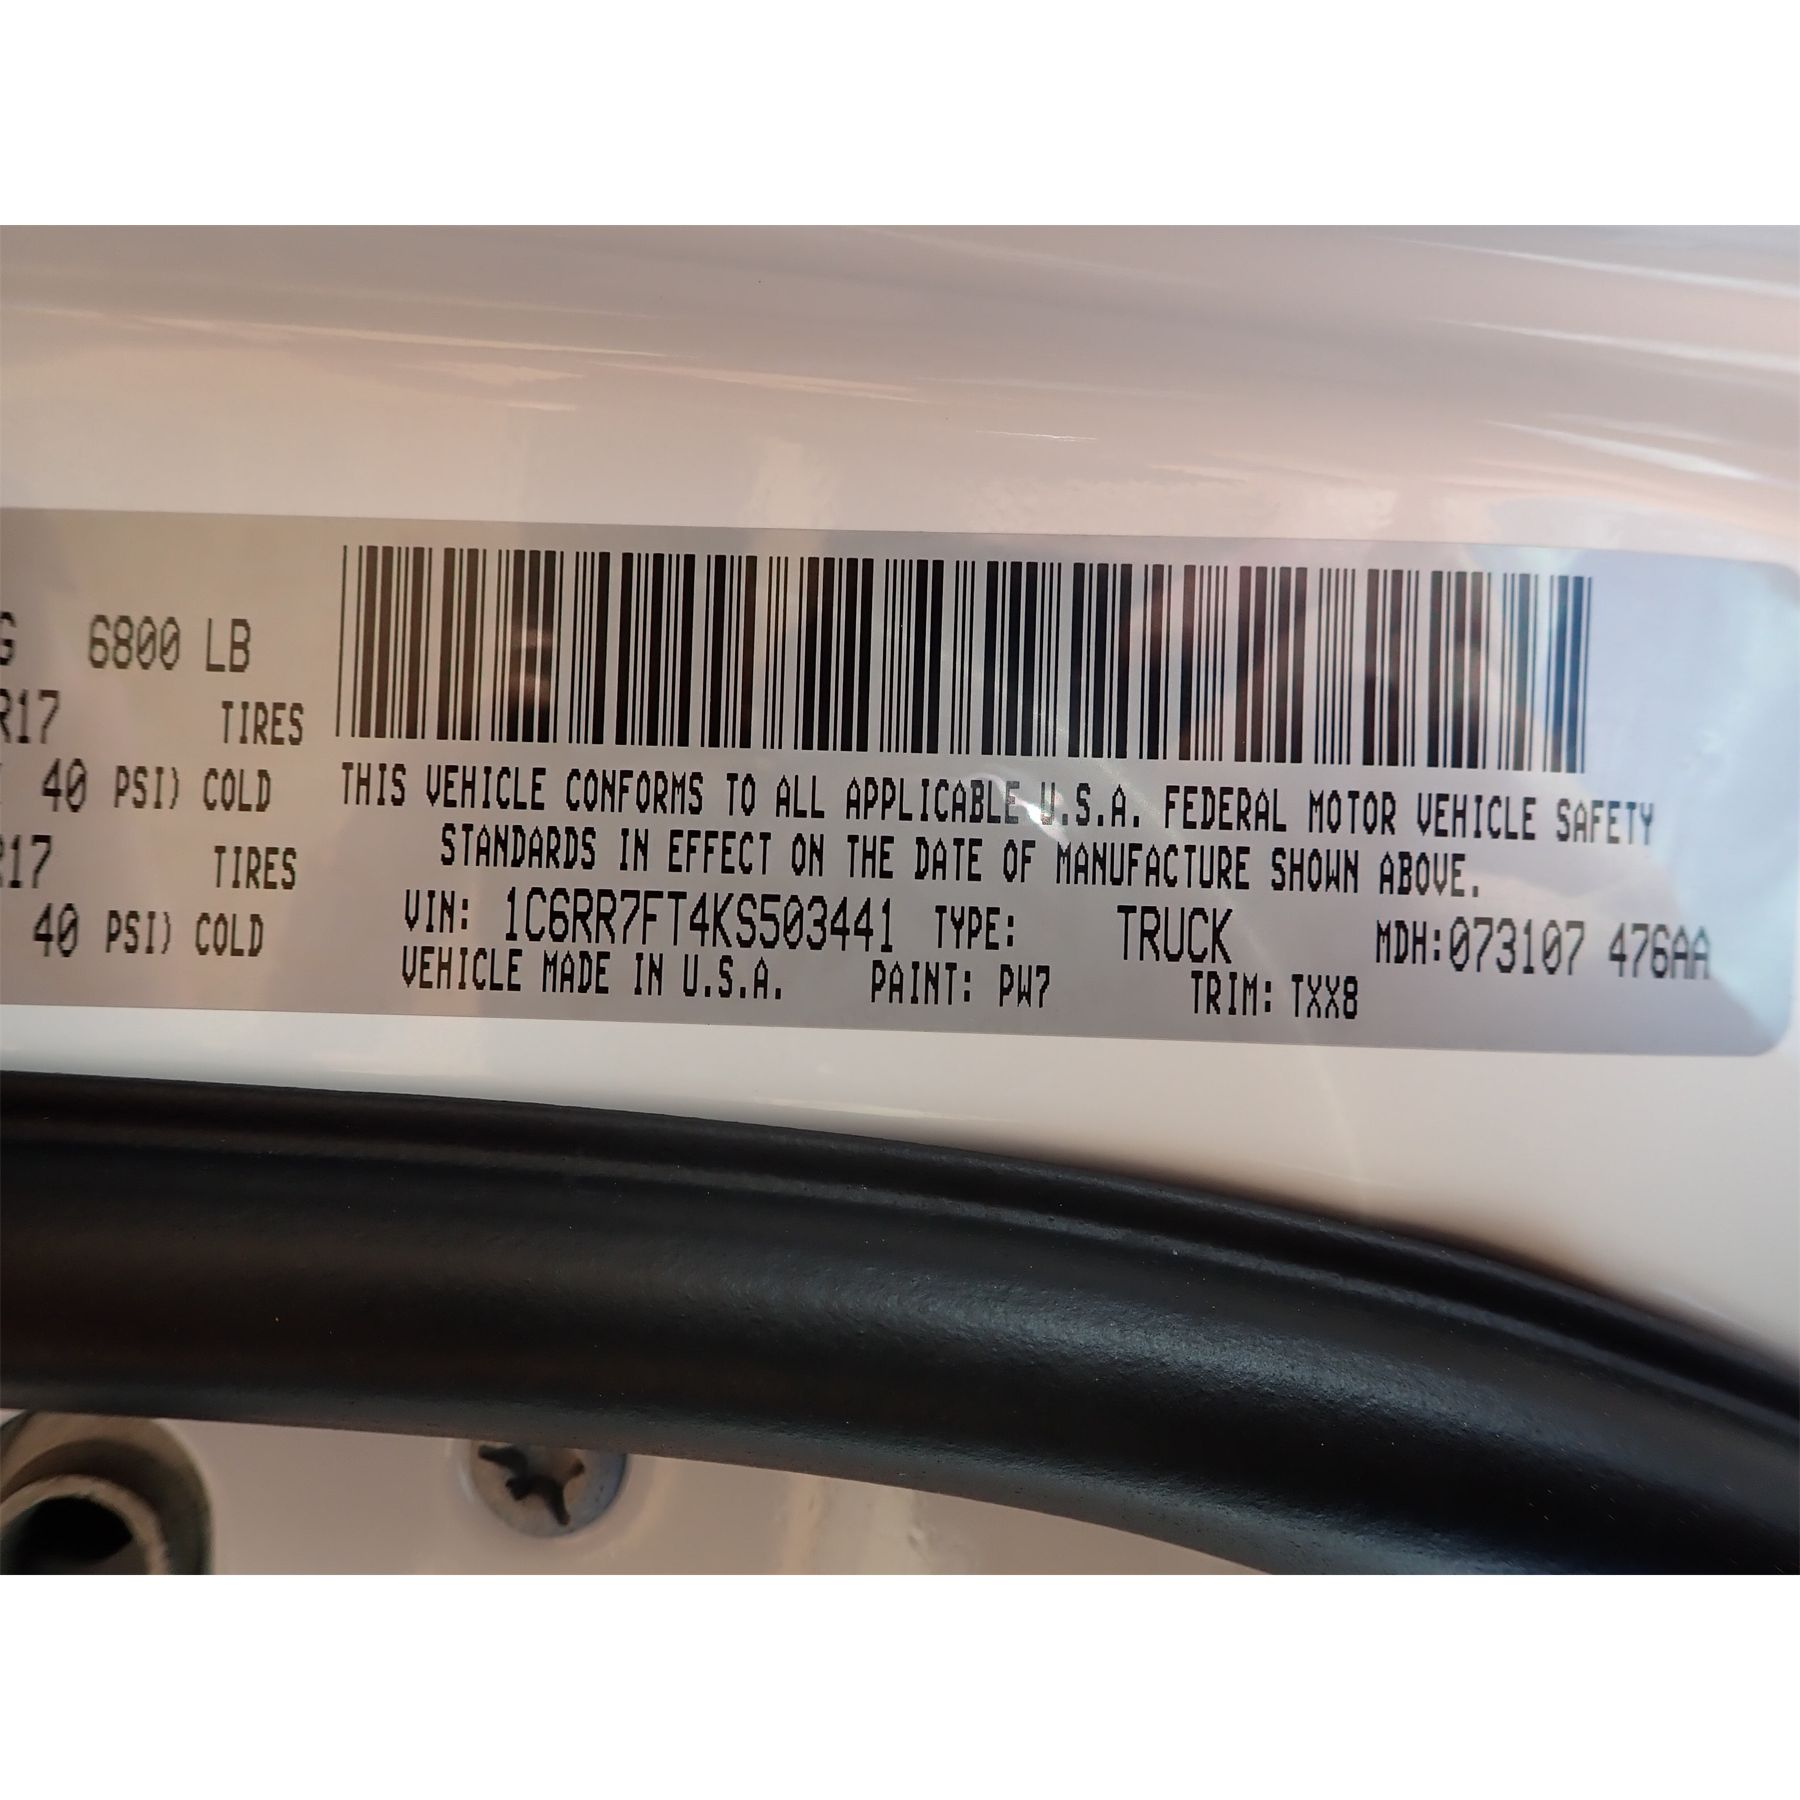 G 6800 LB
R17 TIRES
40 PSI) COLD
R17 TIRES
40 PSI) COLD
THIS VEHICLE CONFORMS TO ALL APPLICABLE U.S.A. FEDERAL MOTOR VEHICLE SAFETY
STANDARDS IN EFFECT ON THE DATE OF MANUFACTURE SHOWN ABOVE.
VIN: 1C6RR7FT4KS503441 TYPE: TRUCK MDH:073107 476AA
VEHICLE MADE IN U.S.A. PAINT: PW7 TRIM: TXX8